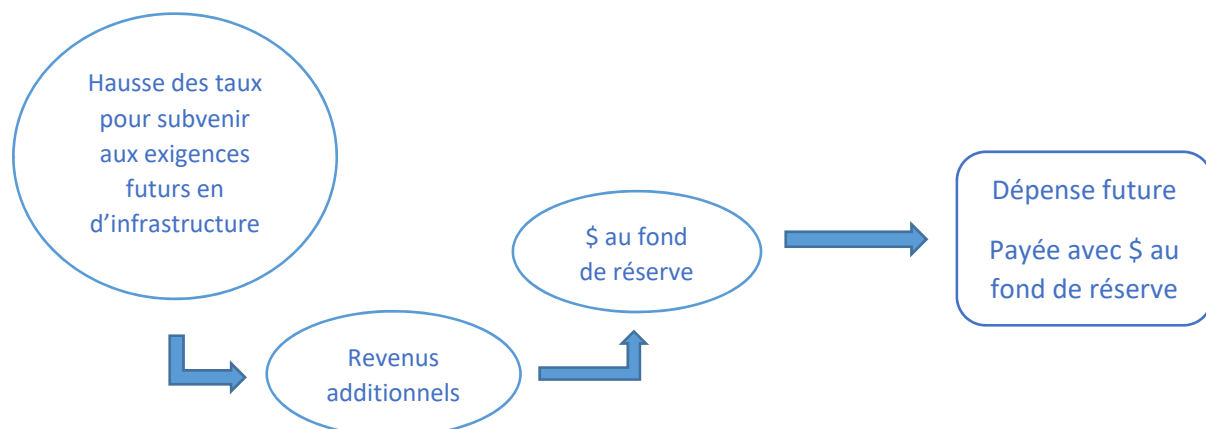 Hausse des taux
pour subvenir
aux exigences
futurs en
d’infrastructure
Revenus
additionnels
$ au fond
de réserve
Dépense future
Payée avec $ au
fond de réserve